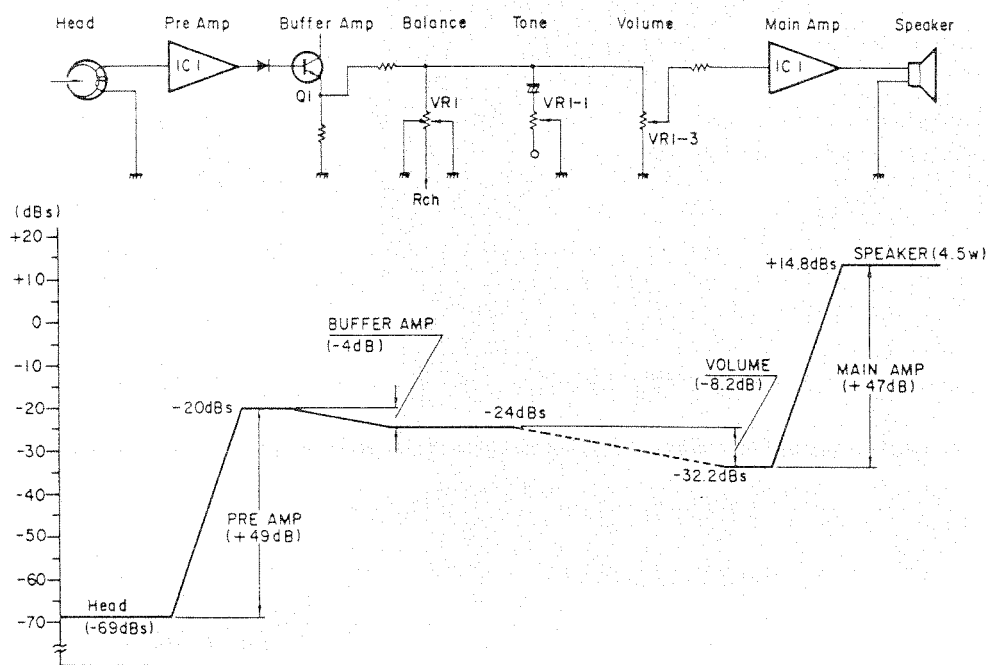 Head Pre Amp Buffer Amp Balance Tone Volume Main Amp Speaker
IC1 IC1
Q1 VR1 VR1-1
VR1-3
Rch
(dBs)
+20
+10
0
-10
-20
-30
-40
-50
-60
-70
SPEAKER(4.5w)
+14.8dBs
BUFFER AMP
(-4dB)
VOLUME
(-8.2dB)
MAIN AMP
(+47dB)
-20dBs
-24dBs
-32.2dBs
PRE AMP
(+49dB)
Head
(-69dBs)